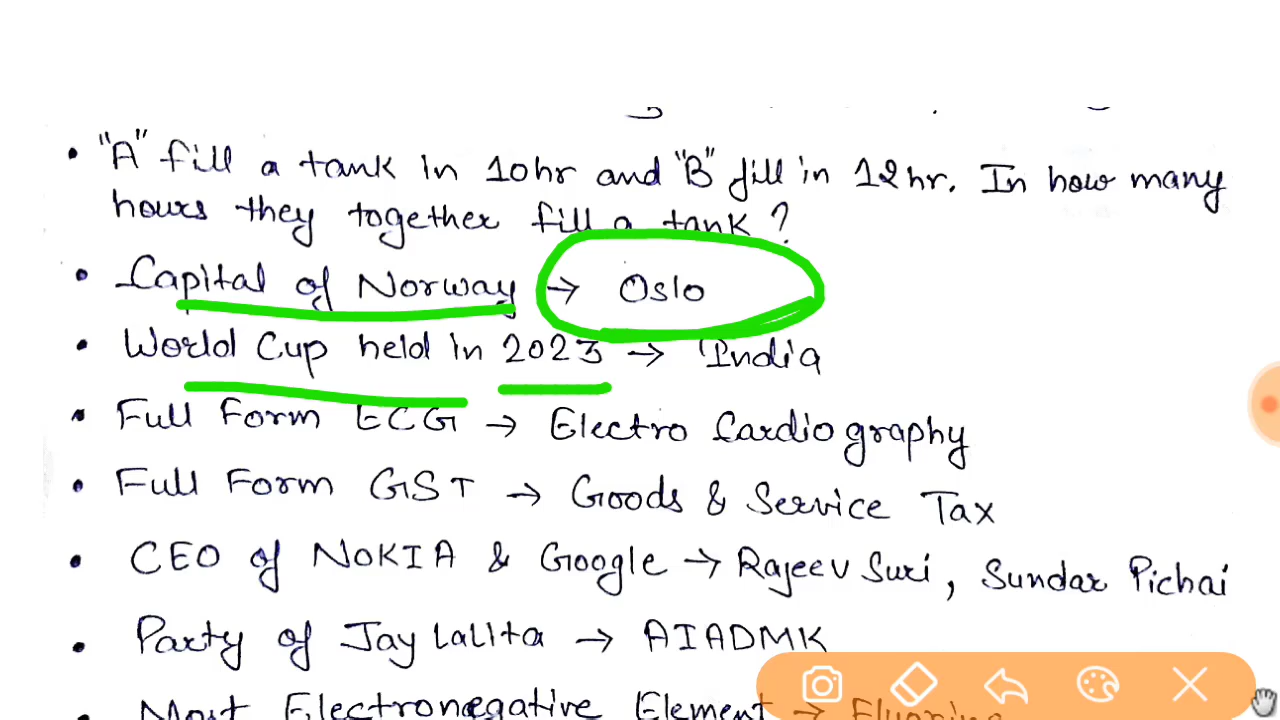 • "A" fill a tank in 10hr and "B" fill in 12hr. In how many
hours they together fill a tank?
• Capital of Norway → Oslo
• World Cup held in 2023 → India
• Full Form ECG → Electro Cardiography
• Full Form GST → Goods & Service Tax
• CEO of NOKIA & Google → Rajeev Suri, Sundar Pichai
• Party of Jay lalita → AIADMK
• Most Electronegative Element → Fluorine